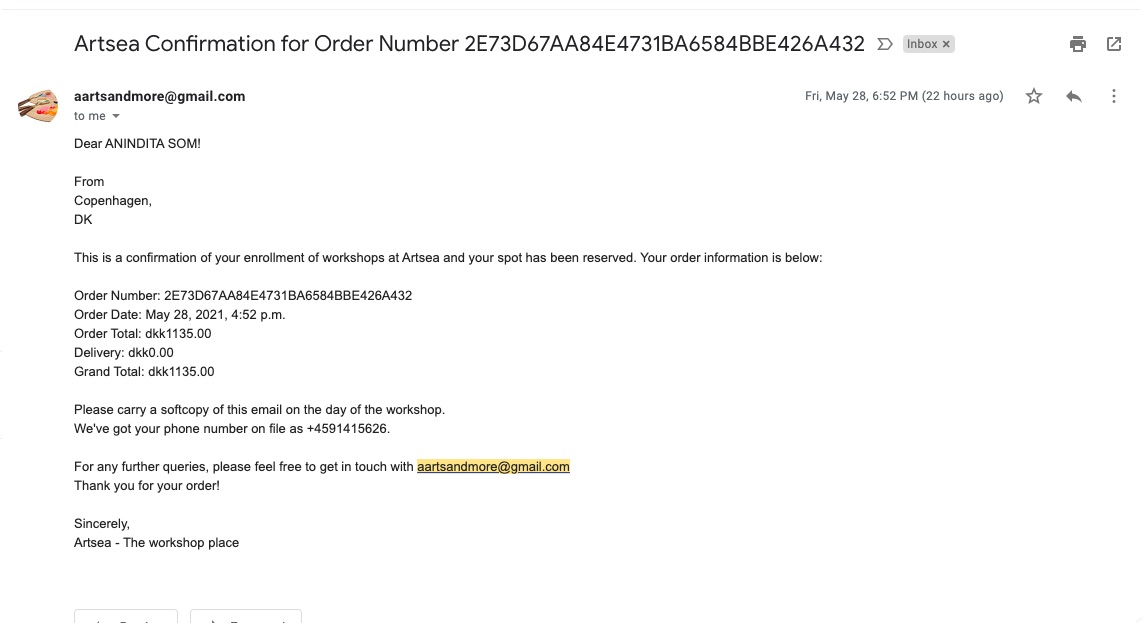 Artsea Confirmation for Order Number 2E73D67AA84E4731BA6584BBE426A432 Inbox ×
aartsandmore@gmail.com Fri, May 28, 6:52 PM (22 hours ago)
to me
Dear ANINDITA SOM!
From
Copenhagen,
DK
This is a confirmation of your enrollment of workshops at Artsea and your spot has been reserved. Your order information is below:
Order Number: 2E73D67AA84E4731BA6584BBE426A432
Order Date: May 28, 2021, 4:52 p.m.
Order Total: dkk1135.00
Delivery: dkk0.00
Grand Total: dkk1135.00
Please carry a softcopy of this email on the day of the workshop.
We've got your phone number on file as +4591415626.
For any further queries, please feel free to get in touch with aartsandmore@gmail.com
Thank you for your order!
Sincerely,
Artsea - The workshop place